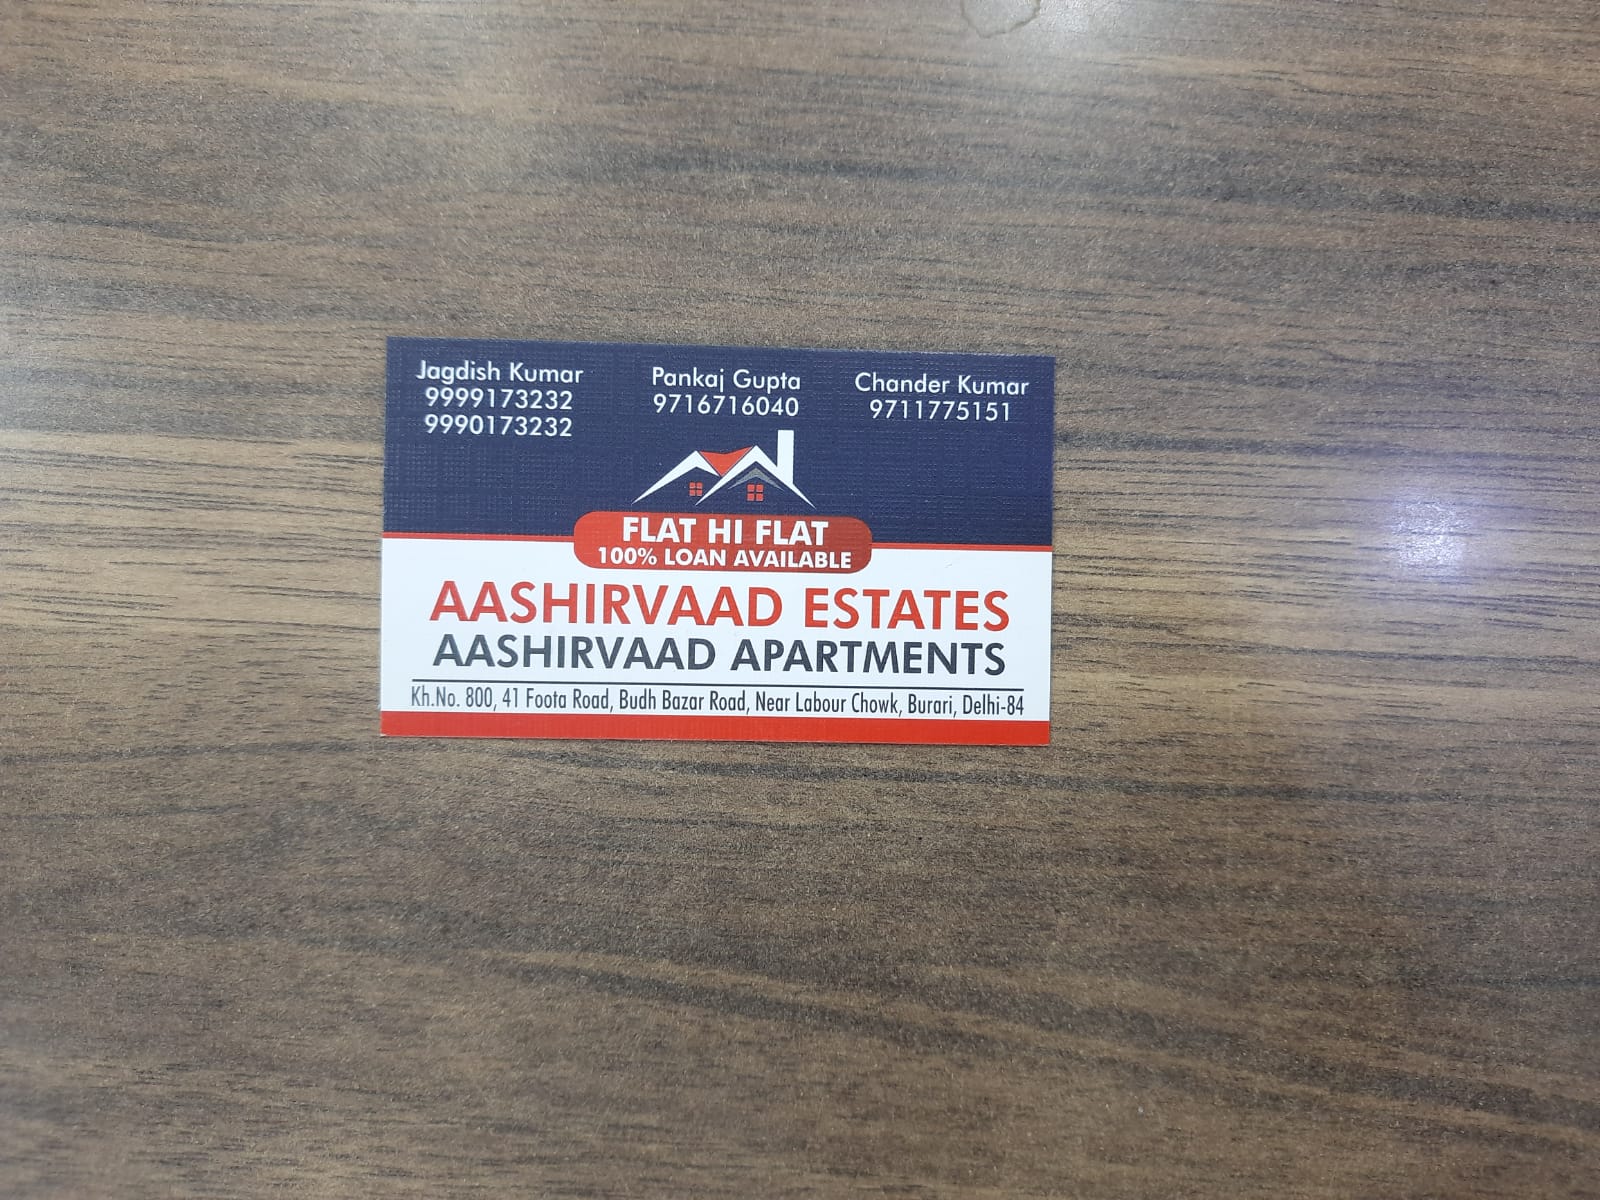 Jagdish Kumar
9999173232
9990173232
Pankaj Gupta
9716716040
Chander Kumar
9711775151
FLAT HI FLAT
100% LOAN AVAILABLE
AASHIRVAAD ESTATES
AASHIRVAAD APARTMENTS
Kh.No. 800, 41 Foota Road, Budh Bazar Road, Near Labour Chowk, Burari, Delhi-84